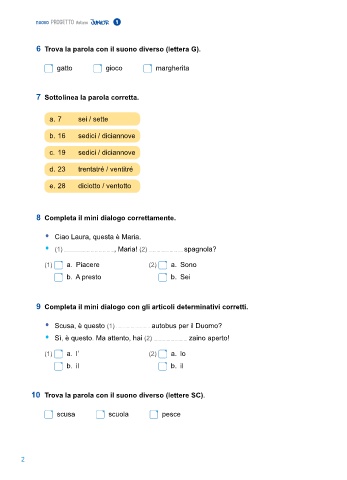 nuovo PROGETTO italiano JUNIOR 1
6 Trova la parola con il suono diverso (lettera G).
gatto gioco margherita
7 Sottolinea la parola corretta.
a. 7 sei / sette
b. 16 sedici / diciannove
c. 19 sedici / diciannove
d. 23 trentatré / ventitré
e. 28 diciotto / ventotto
8 Completa il mini dialogo correttamente.
• Ciao Laura, questa è Maria.
• (1) ........................, Maria! (2) ................ spagnola?
(1) a. Piacere (2) a. Sono
b. A presto b. Sei
9 Completa il mini dialogo con gli articoli determinativi corretti.
• Scusa, è questo (1) ................ autobus per il Duomo?
• Sì, è questo. Ma attento, hai (2) ................ zaino aperto!
(1) a. l' (2) a. lo
b. il b. il
10 Trova la parola con il suono diverso (lettere SC).
scusa scuola pesce
2